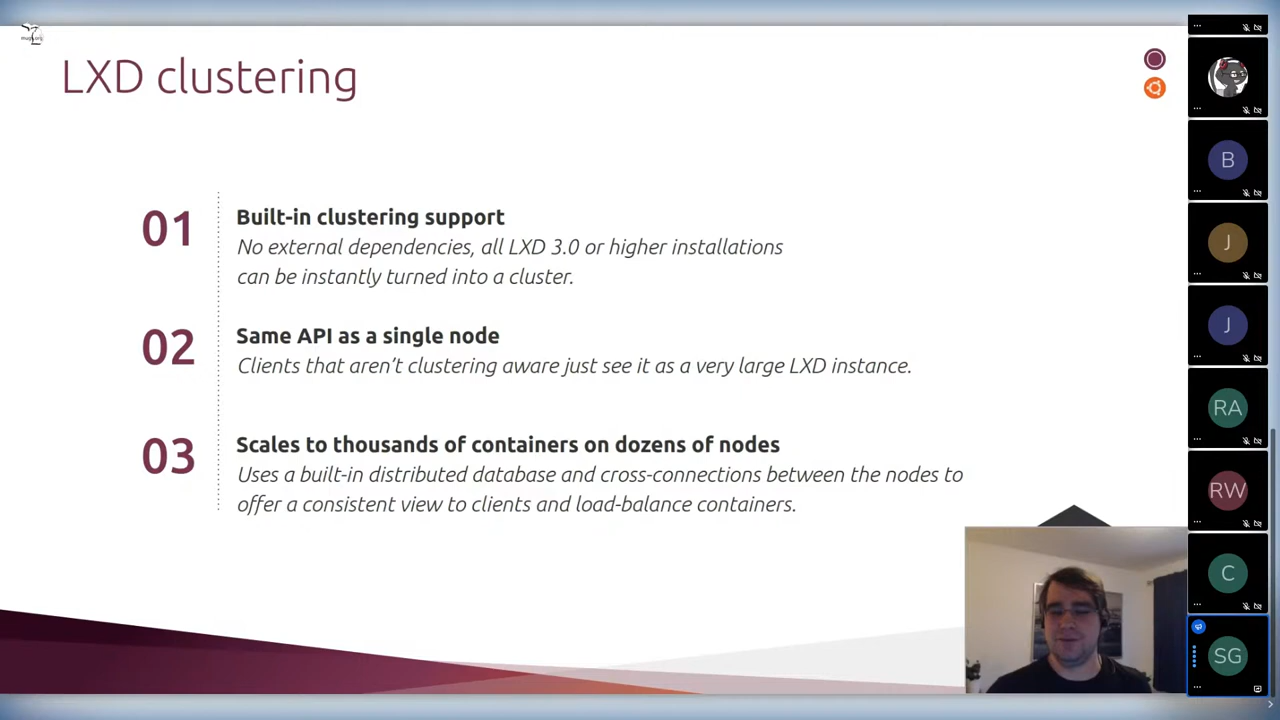 LXD clustering
01
Built-in clustering support
No external dependencies, all LXD 3.0 or higher installations
can be instantly turned into a cluster.
02
Same API as a single node
Clients that aren't clustering aware just see it as a very large LXD instance.
03
Scales to thousands of containers on dozens of nodes
Uses a built-in distributed database and cross-connections between the nodes to
offer a consistent view to clients and load-balance containers.
B
J
J
RA
RW
C
SG